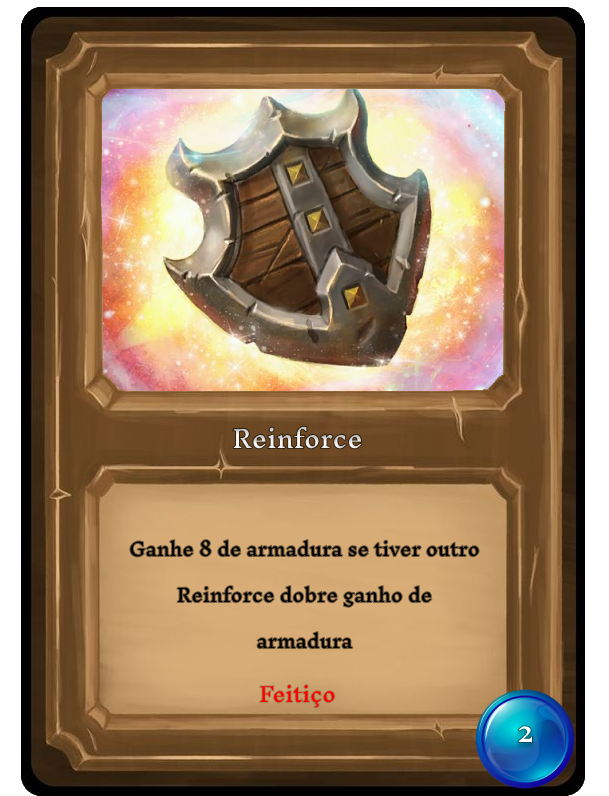 Reinforce
Ganhe 8 de armadura se tiver outro
Reinforce dobre ganho de
armadura
Feitiço
2